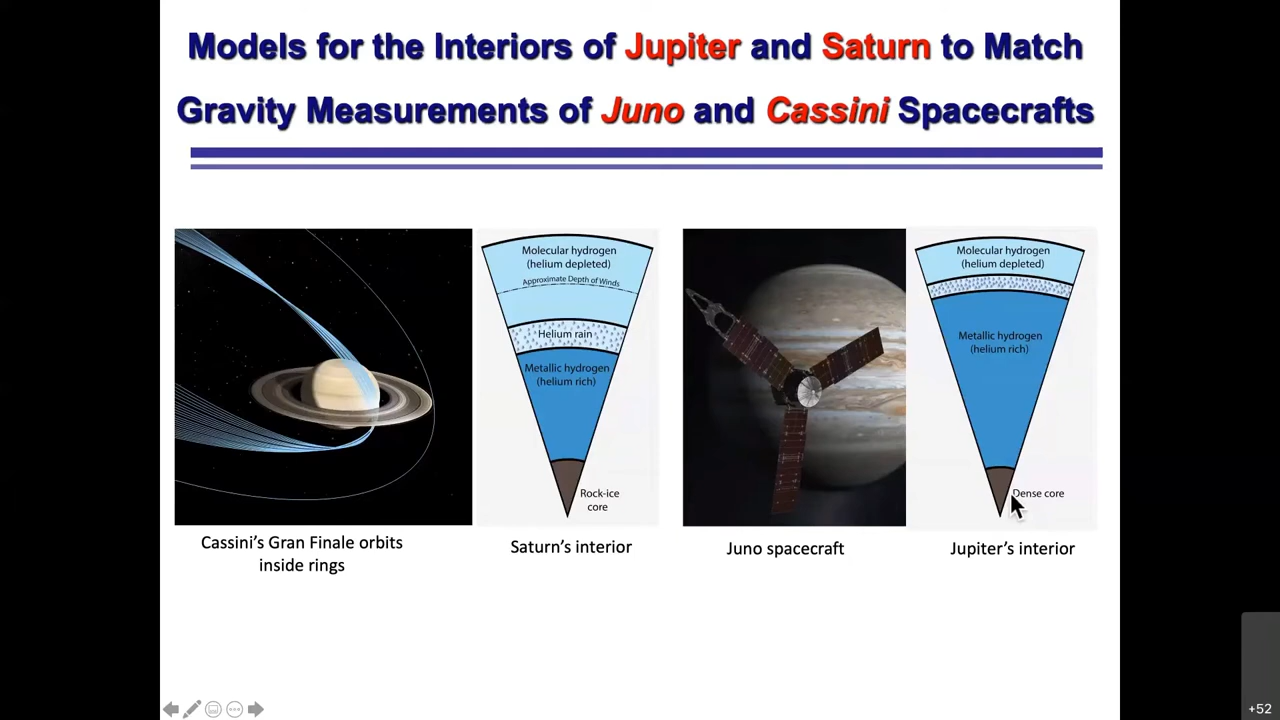 Models for the Interiors of Jupiter and Saturn to Match
Gravity Measurements of Juno and Cassini Spacecrafts
Molecular hydrogen
(helium depleted)
Approximate Depth of Winds
Helium rain
Metallic hydrogen
(helium rich)
Rock-ice
core
Molecular hydrogen
(helium depleted)
Metallic hydrogen
(helium rich)
Dense core
Cassini's Gran Finale orbits
inside rings
Saturn's interior
Juno spacecraft
Jupiter's interior
+52